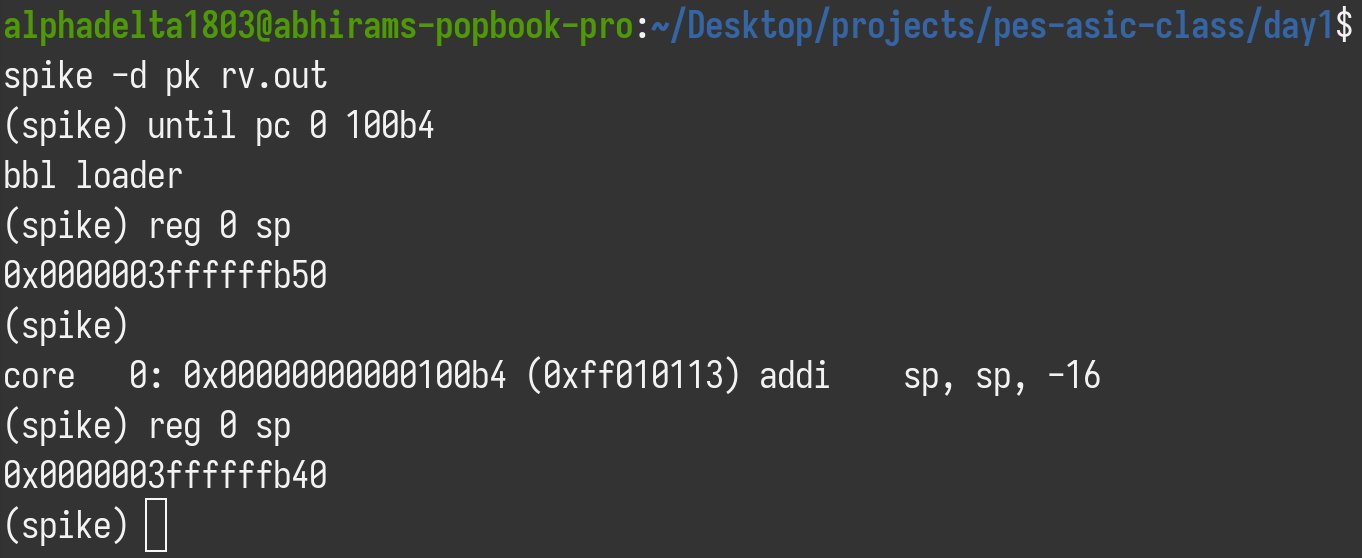 alphadelta1803@abhirams-popbook-pro:~/Desktop/projects/pes-asic-class/day1$
spike -d pk rv.out
(spike) until pc 0 100b4
bbl loader
(spike) reg 0 sp
0x0000003ffffffb50
(spike)
core   0: 0x00000000000100b4 (0xff010113) addi    sp, sp, -16
(spike) reg 0 sp
0x0000003ffffffb40
(spike)